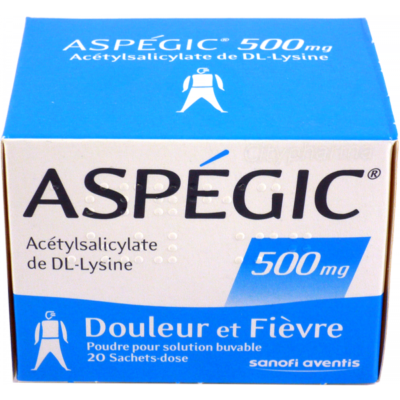 ASPÉGIC® 500mg
Acétylsalicylate de DL-Lysine
ASPÉGIC®
Acétylsalicylate
de DL-Lysine
500mg
Douleur et Fièvre
Poudre pour solution buvable
20 Sachets-dose
sanofi aventis